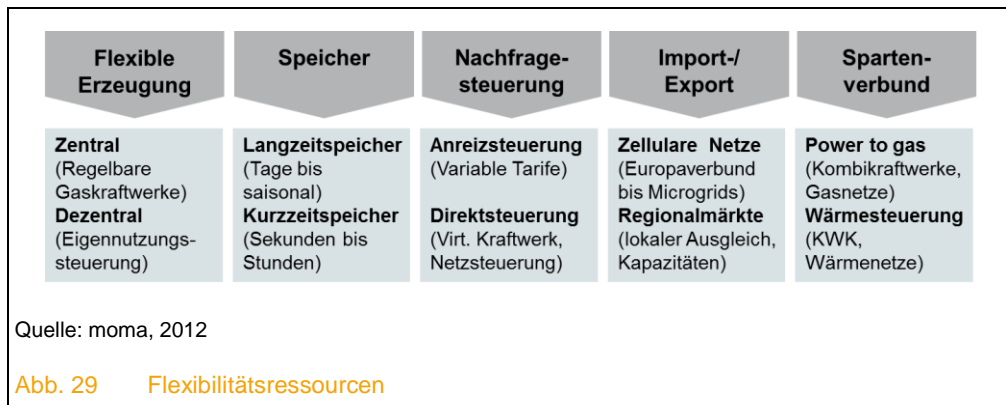 Flexible
Erzeugung
Speicher
Nachfrage-
steuerung
Import-/
Export
Sparten-
verbund
Zentral
(Regelbare
Gaskraftwerke)
Dezentral
(Eigennutzungs-
steuerung)
Langzeitspeicher
(Tage bis
saisonal)
Kurzzeitspeicher
(Sekunden bis
Stunden)
Anreizsteuerung
(Variable Tarife)
Direktsteuerung
(Virt. Kraftwerk,
Netzsteuerung)
Zellulare Netze
(Europaverbund
bis Microgrids)
Regionalmärkte
(lokaler Ausgleich,
Kapazitäten)
Power to gas
(Kombikraftwerke,
Gasnetze)
Wärmesteuerung
(KWK,
Wärmenetze)
Quelle: moma, 2012
Abb. 29 Flexibilitätsressourcen